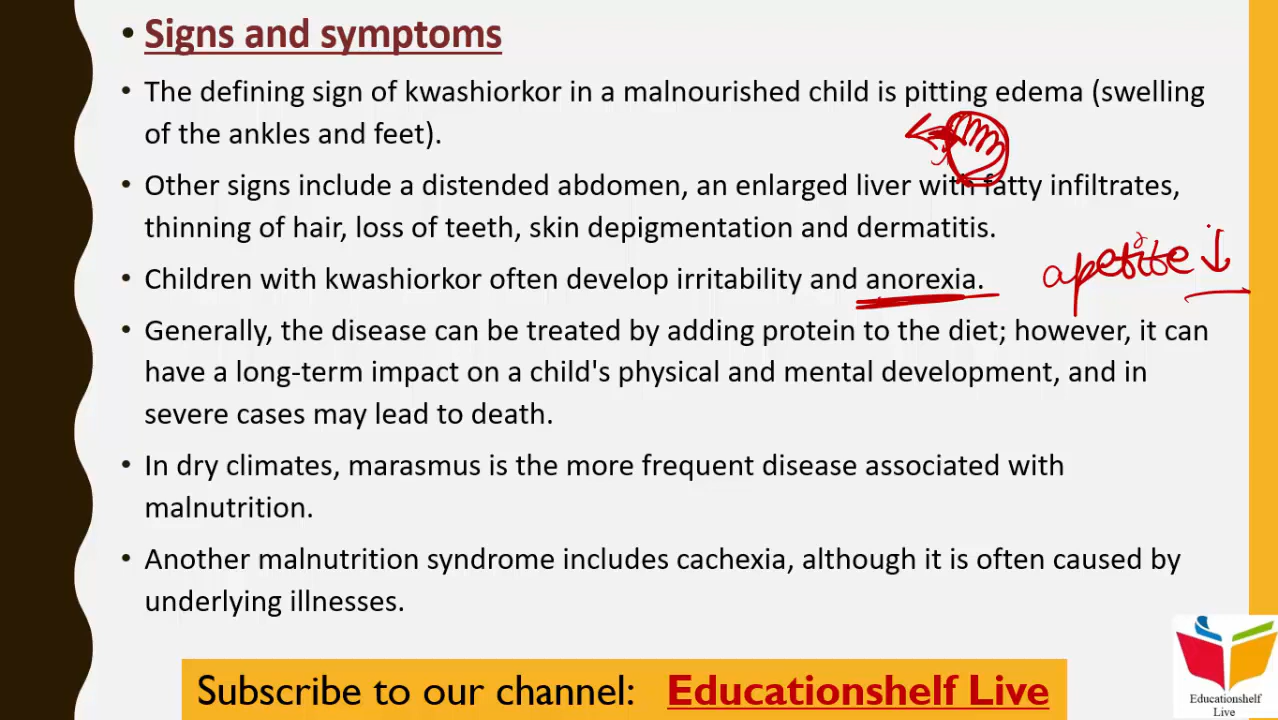 • Signs and symptoms
• The defining sign of kwashiorkor in a malnourished child is pitting edema (swelling
of the ankles and feet).
• Other signs include a distended abdomen, an enlarged liver with fatty infiltrates,
thinning of hair, loss of teeth, skin depigmentation and dermatitis.
• Children with kwashiorkor often develop irritability and anorexia.
apetite ↓
• Generally, the disease can be treated by adding protein to the diet; however, it can
have a long-term impact on a child's physical and mental development, and in
severe cases may lead to death.
• In dry climates, marasmus is the more frequent disease associated with
malnutrition.
• Another malnutrition syndrome includes cachexia, although it is often caused by
underlying illnesses.
Subscribe to our channel: Educationshelf Live
Educationshelf
Live